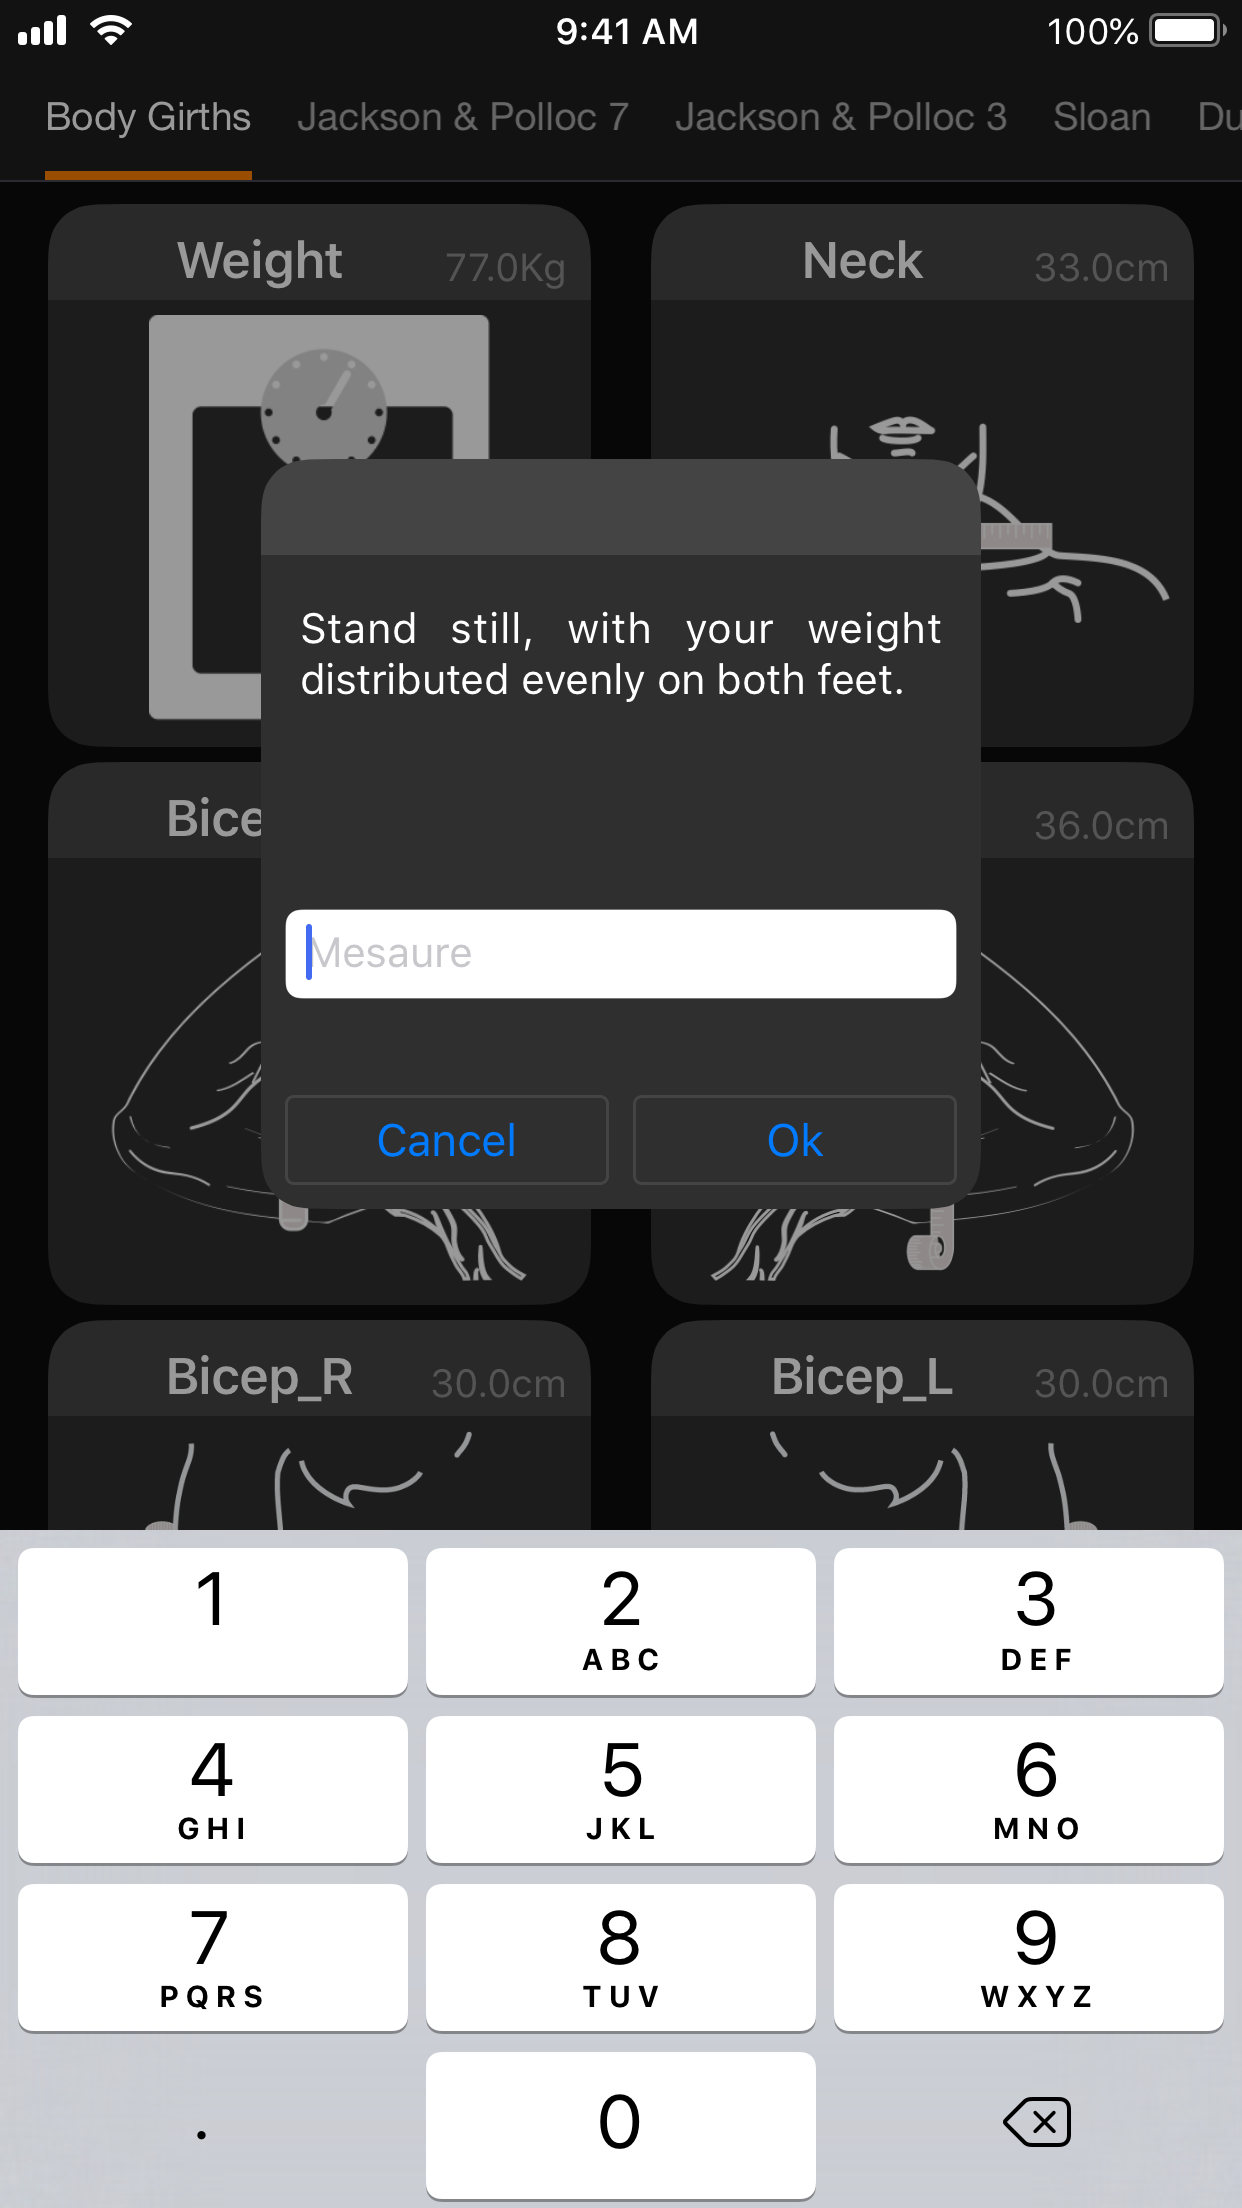 9:41 AM
100%
Body Girths
Jackson & Polloc 7
Jackson & Polloc 3
Sloan
Du
Weight
77.0Kg
Neck
33.0cm
Stand still, with your weight
distributed evenly on both feet.
Bice
36.0cm
Mesaure
Cancel
Ok
Bicep_R
30.0cm
Bicep_L
30.0cm
1
2
ABC
3
DEF
4
GHI
5
JKL
6
MNO
7
PQRS
8
TUV
9
WXYZ
.
0